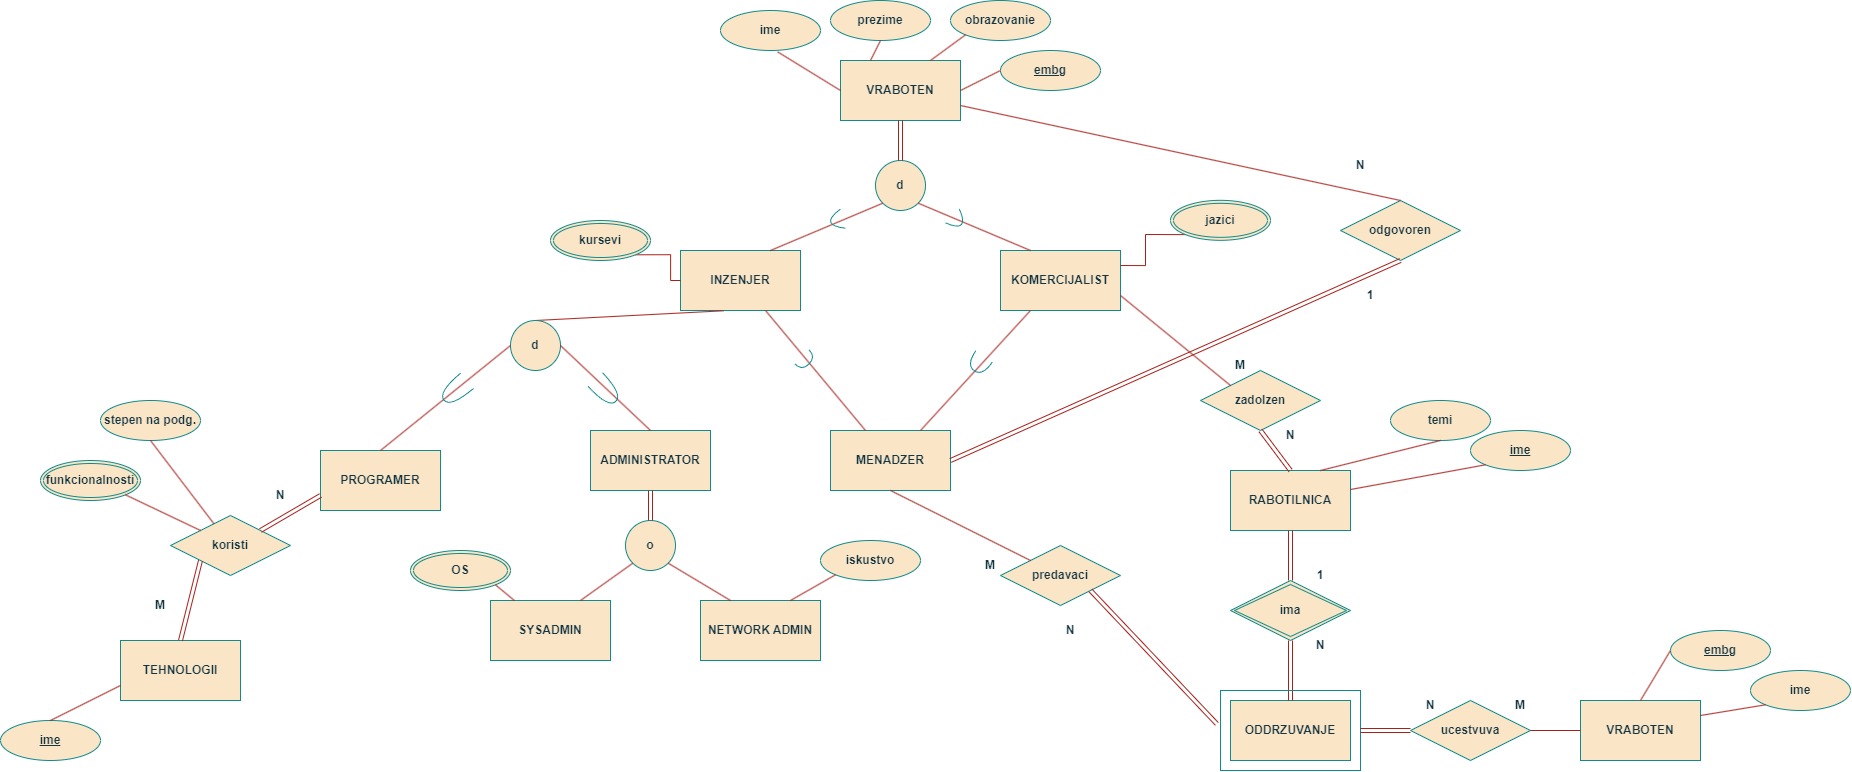 prezime
obrazovanie
ime
embg
VRABOTEN
N
d
jazici
odgovoren
kursevi
INZENJER
KOMERCIJALIST
1
d
M
zadolzen
stepen na podg.
temi
N
ime
ADMINISTRATOR
MENADZER
funkcionalnosti
PROGRAMER
N
RABOTILNICA
koristi
o
iskustvo
M
OS
predavaci
1
M
ima
SYSADMIN
NETWORK ADMIN
N
N
embg
TEHNOLOGII
ime
N
M
ODDRZUVANJE
ucestvuva
VRABOTEN
ime